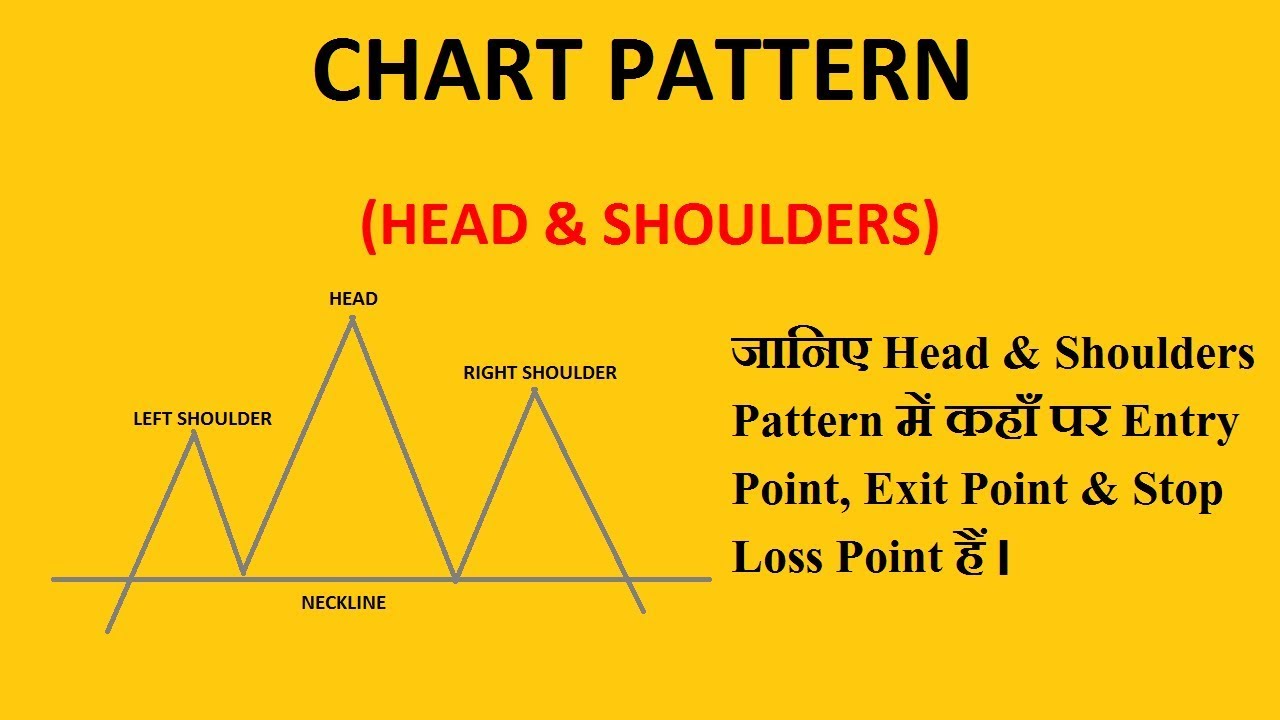 CHART PATTERN
(HEAD & SHOULDERS)
HEAD
RIGHT SHOULDER
LEFT SHOULDER
NECKLINE
जानिए Head & Shoulders
Pattern में कहाँ पर Entry
Point, Exit Point & Stop
Loss Point हैं।